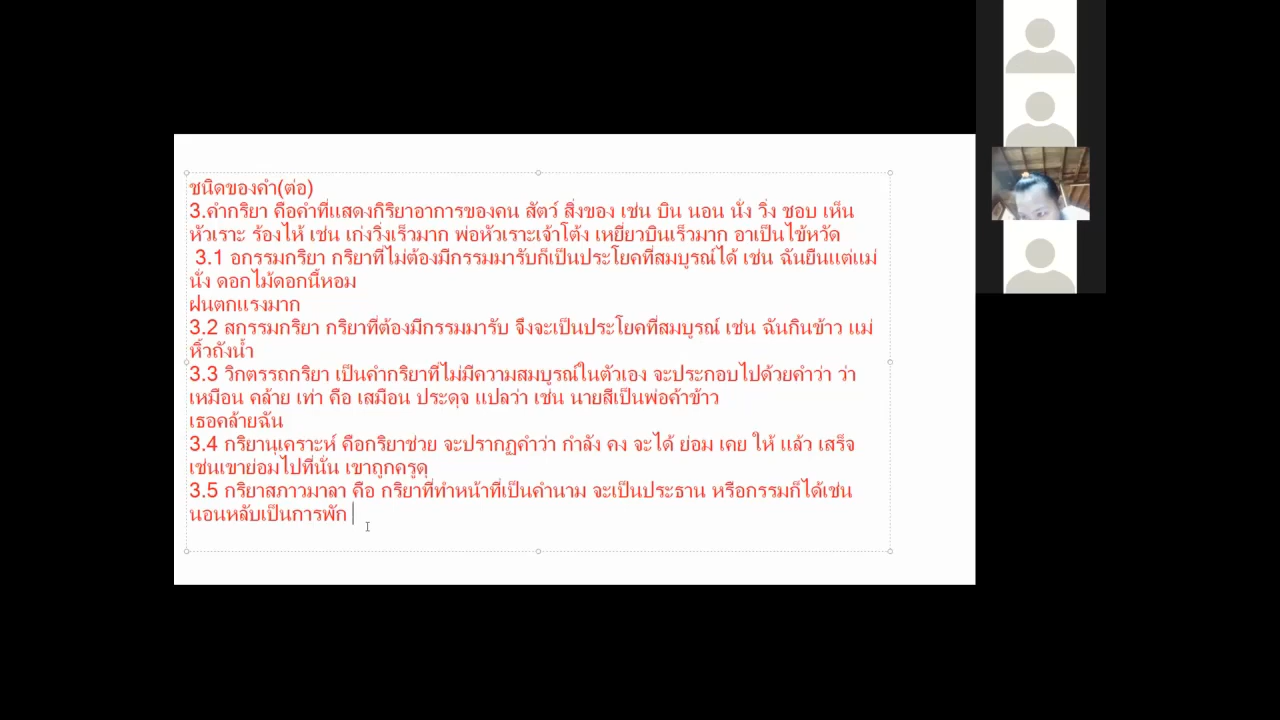 ชนิดของคำ(ต่อ)
3.คำกริยา คือคำที่แสดงกิริยาอาการของคน สัตว์ สิ่งของ เช่น บิน นอน นั่ง วิ่ง ชอบ เห็น
หัวเราะ ร้องไห้ เช่น เก่งวิ่งเร็วมาก พ่อหัวเราะเจ้าโต้ง เหยี่ยวบินเร็วมาก อาเป็นไข้หวัด
3.1 อกรรมกริยา กริยาที่ไม่ต้องมีกรรมมารับก็เป็นประโยคที่สมบูรณ์ได้ เช่น ฉันยืนแต่แม่
นั่ง ดอกไม้ดอกนี้หอม
ฝนตกแรงมาก
3.2 สกรรมกริยา กริยาที่ต้องมีกรรมมารับ จึงจะเป็นประโยคที่สมบูรณ์ เช่น ฉันกินข้าว แม่
หิ้วถังน้ำ
3.3 วิกตรรถกริยา เป็นคำกริยาที่ไม่มีความสมบูรณ์ในตัวเอง จะประกอบไปด้วยคำว่า ว่า
เหมือน คล้าย เท่า คือ เสมือน ประดุจ แปลว่า เช่น นายสีเป็นพ่อค้าข้าว
เธอคล้ายฉัน
3.4 กริยานุเคราะห์ คือกริยาช่วย จะปรากฏคำว่า กำลัง คง จะได้ ย่อม เคย ให้ แล้ว เสร็จ
เช่นเขาย่อมไปที่นั่น เขาถูกครูดุ
3.5 กริยาสภาวมาลา คือ กริยาที่ทำหน้าที่เป็นคำนาม จะเป็นประธาน หรือกรรมก็ได้เช่น
นอนหลับเป็นการพัก